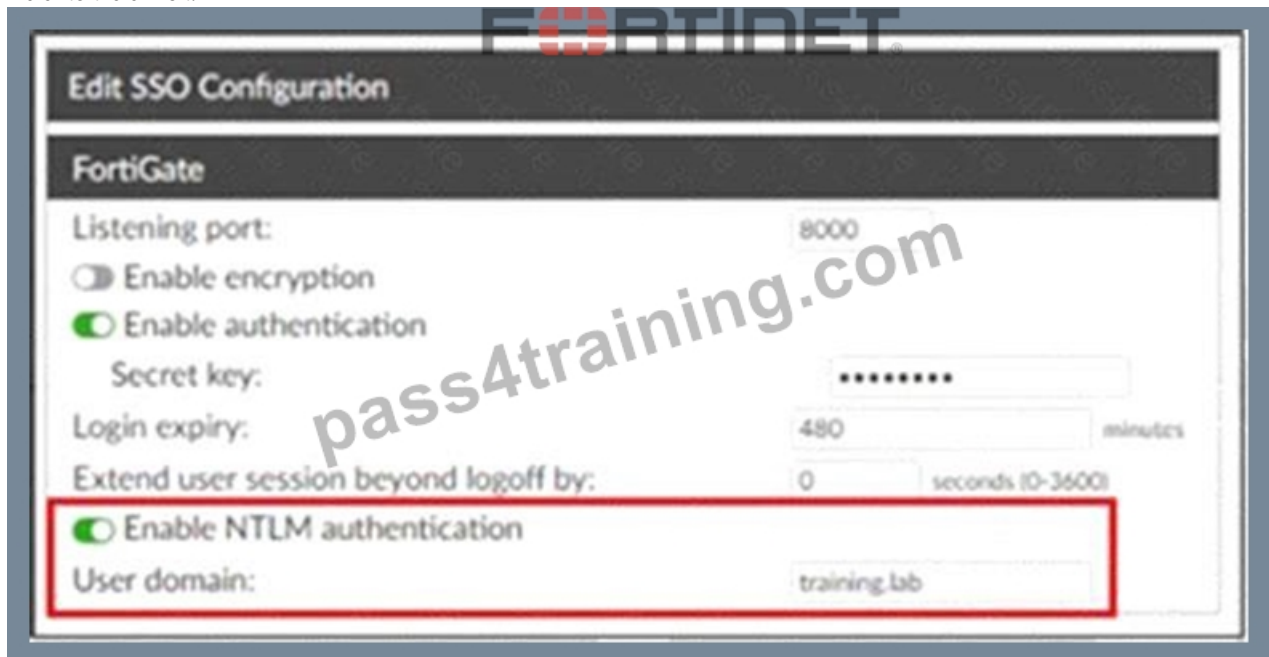 FORTINET®
Edit SSO Configuration
FortiGate
Listening port: 8000
Enable encryption
Enable authentication
Secret key: ••••••••
Login expiry: 480 minutes
Extend user session beyond logoff by: 0 seconds (0-3600)
Enable NTLM authentication
User domain: training.lab
pass4training.com